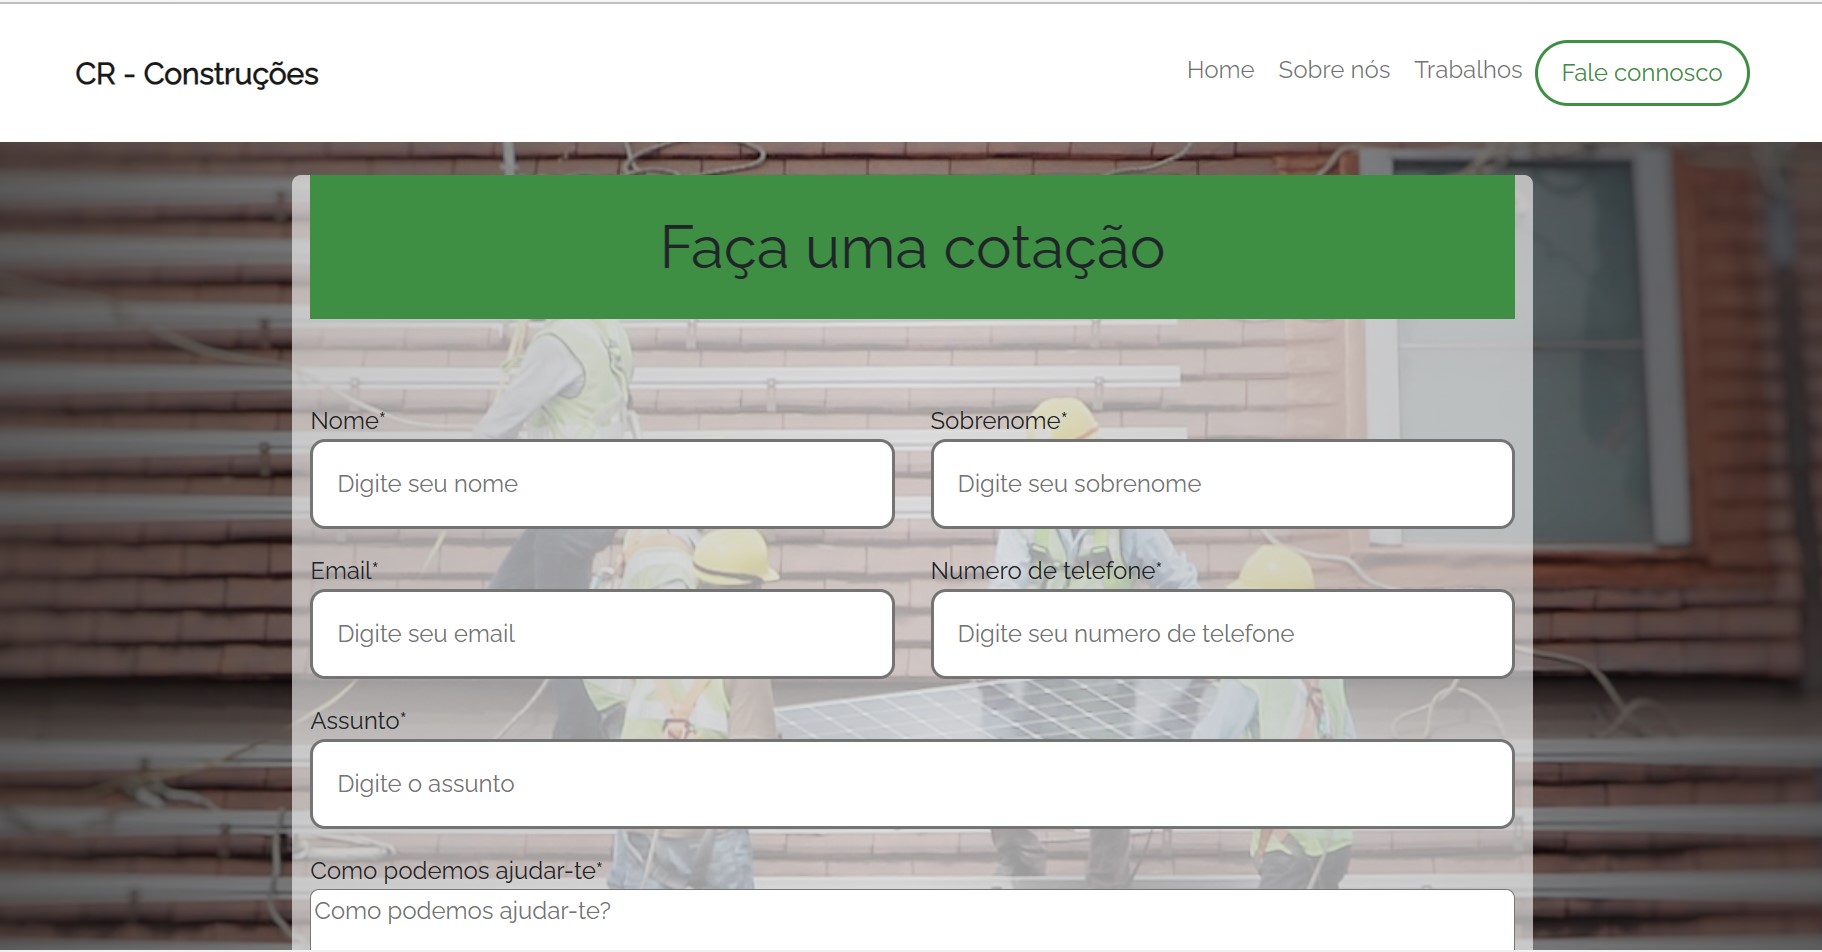 CR - Construções
Home Sobre nós Trabalhos Fale connosco
Faça uma cotação
Nome* Sobrenome*
Digite seu nome Digite seu sobrenome
Email* Numero de telefone*
Digite seu email Digite seu numero de telefone
Assunto*
Digite o assunto
Como podemos ajudar-te*
Como podemos ajudar-te?